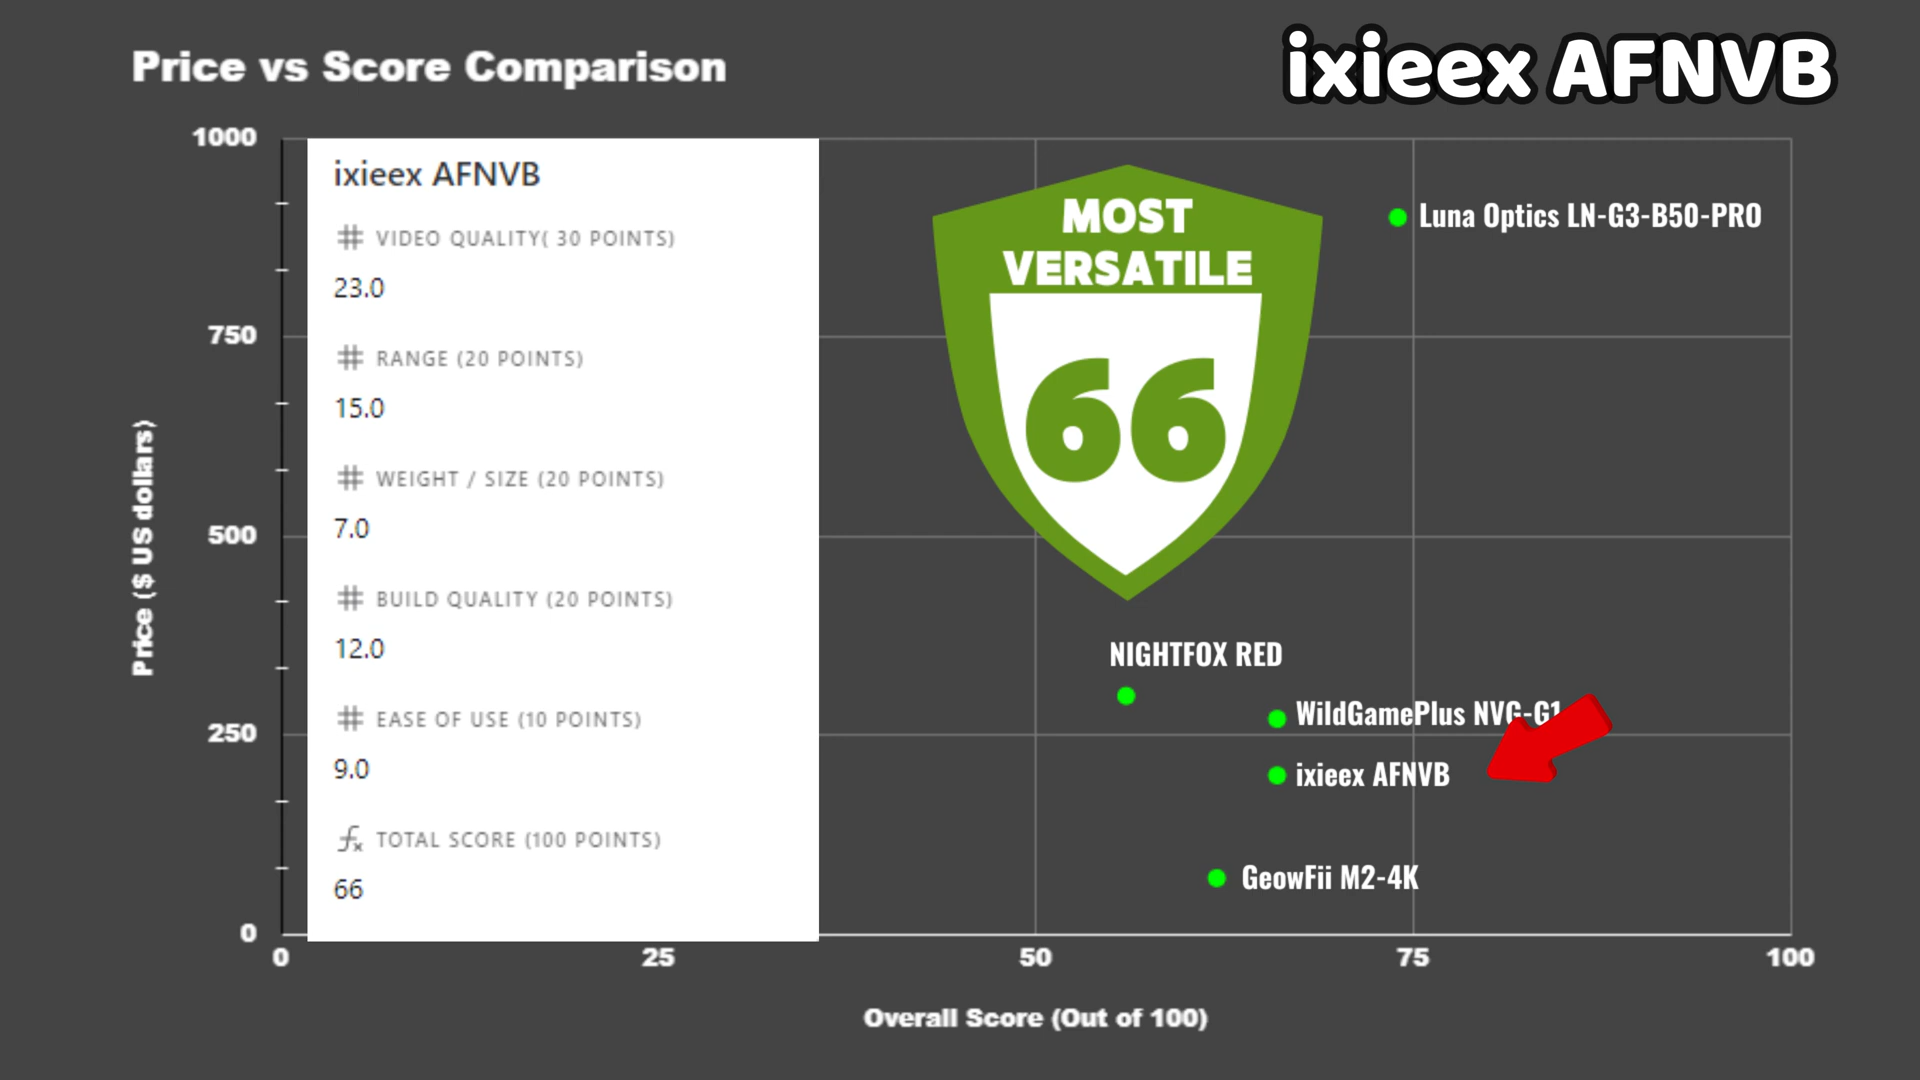 Price vs Score Comparison
ixieex AFNVB
1000
750
500
250
0
Price ($ US dollars)
ixieex AFNVB
VIDEO QUALITY( 30 POINTS)
23.0
RANGE (20 POINTS)
15.0
WEIGHT / SIZE (20 POINTS)
7.0
BUILD QUALITY (20 POINTS)
12.0
EASE OF USE (10 POINTS)
9.0
fx TOTAL SCORE (100 POINTS)
66
MOST
VERSATILE
66
Luna Optics LN-G3-B50-PRO
NIGHTFOX RED
WildGamePlus NVG-G1
ixieex AFNVB
GeowFii M2-4K
0
25
50
75
100
Overall Score (Out of 100)